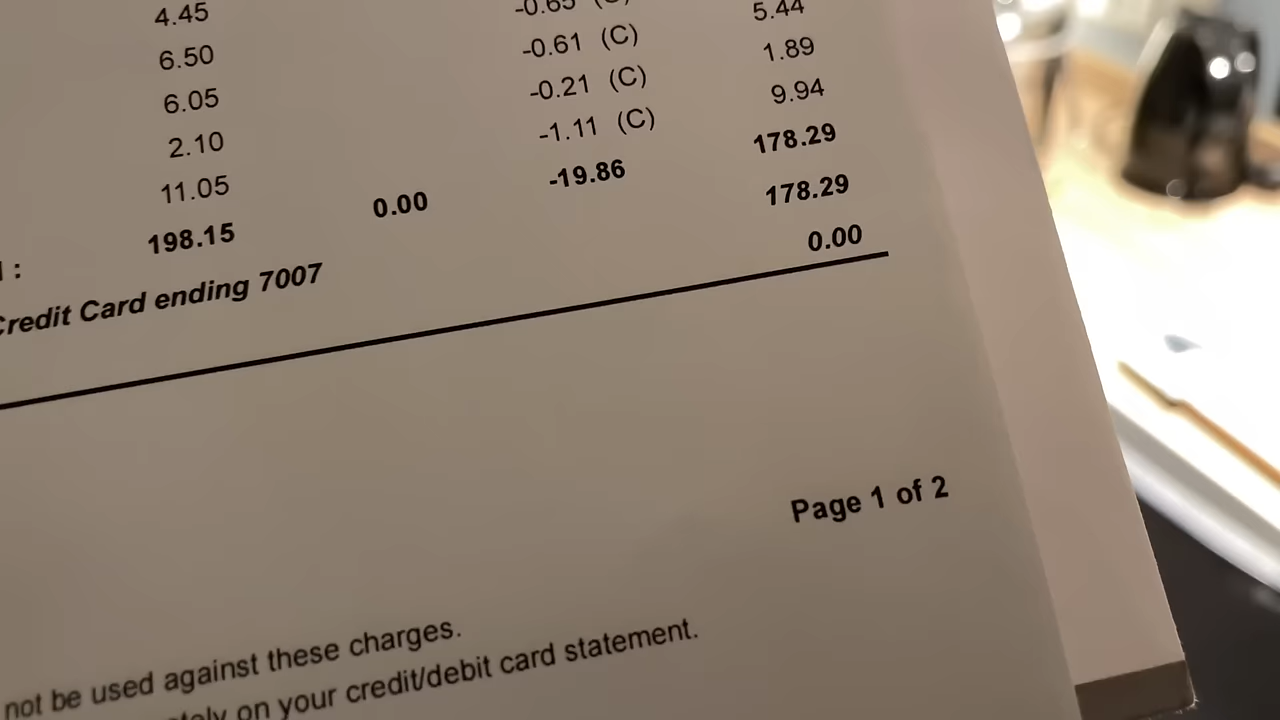 4.45
6.50 -0.65 (C)
6.05 -0.61 (C) 5.44
2.10 -0.21 (C) 1.89
11.05 -1.11 (C) 9.94
: 198.15 0.00 -19.86 178.29
Credit Card ending 7007 178.29
0.00
Page 1 of 2
not be used against these charges.
on your credit/debit card statement.